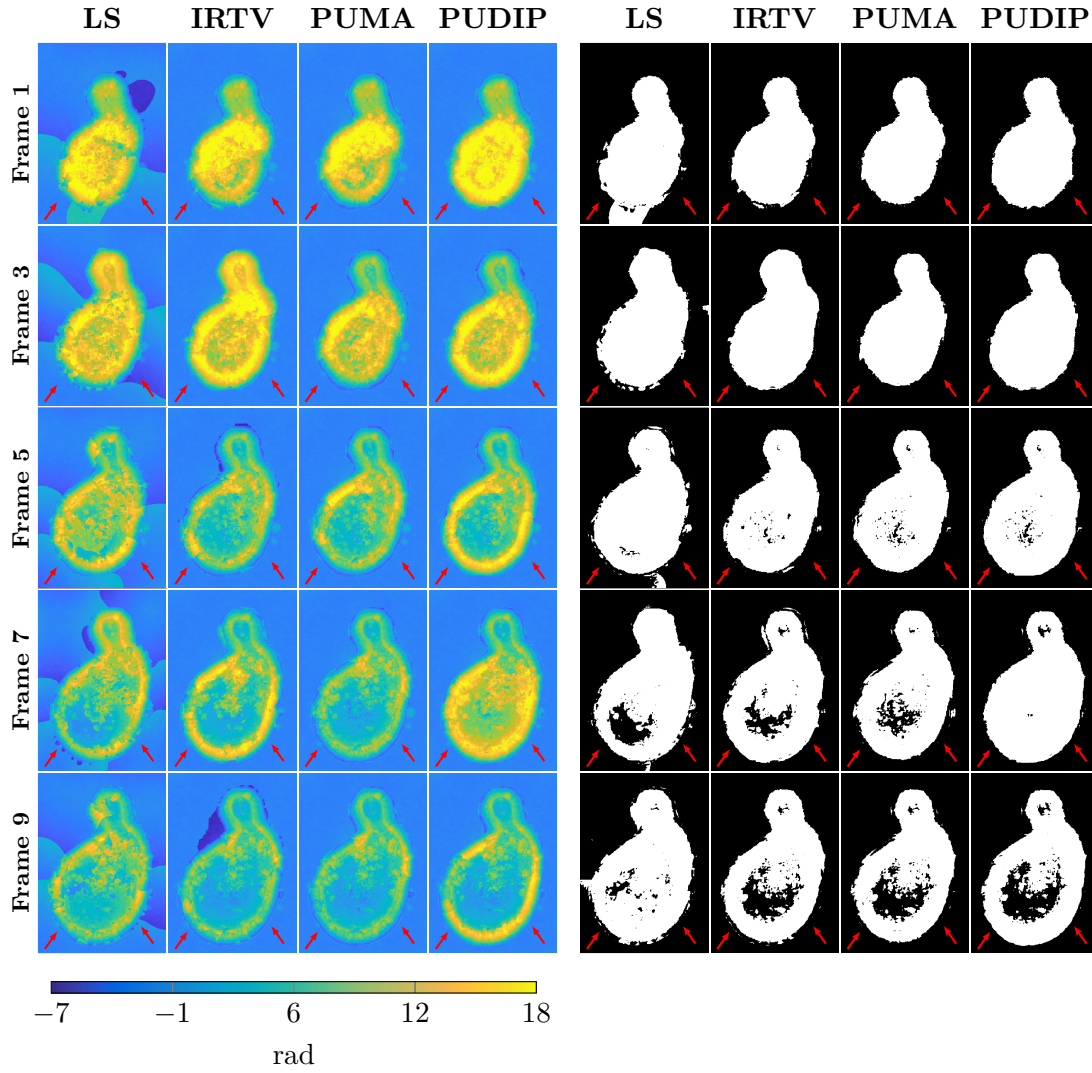 LS IRTV PUMA PUDIP LS IRTV PUMA PUDIP
Frame 1
Frame 3
Frame 5
Frame 7
Frame 9
−7 −1 6 12 18
rad